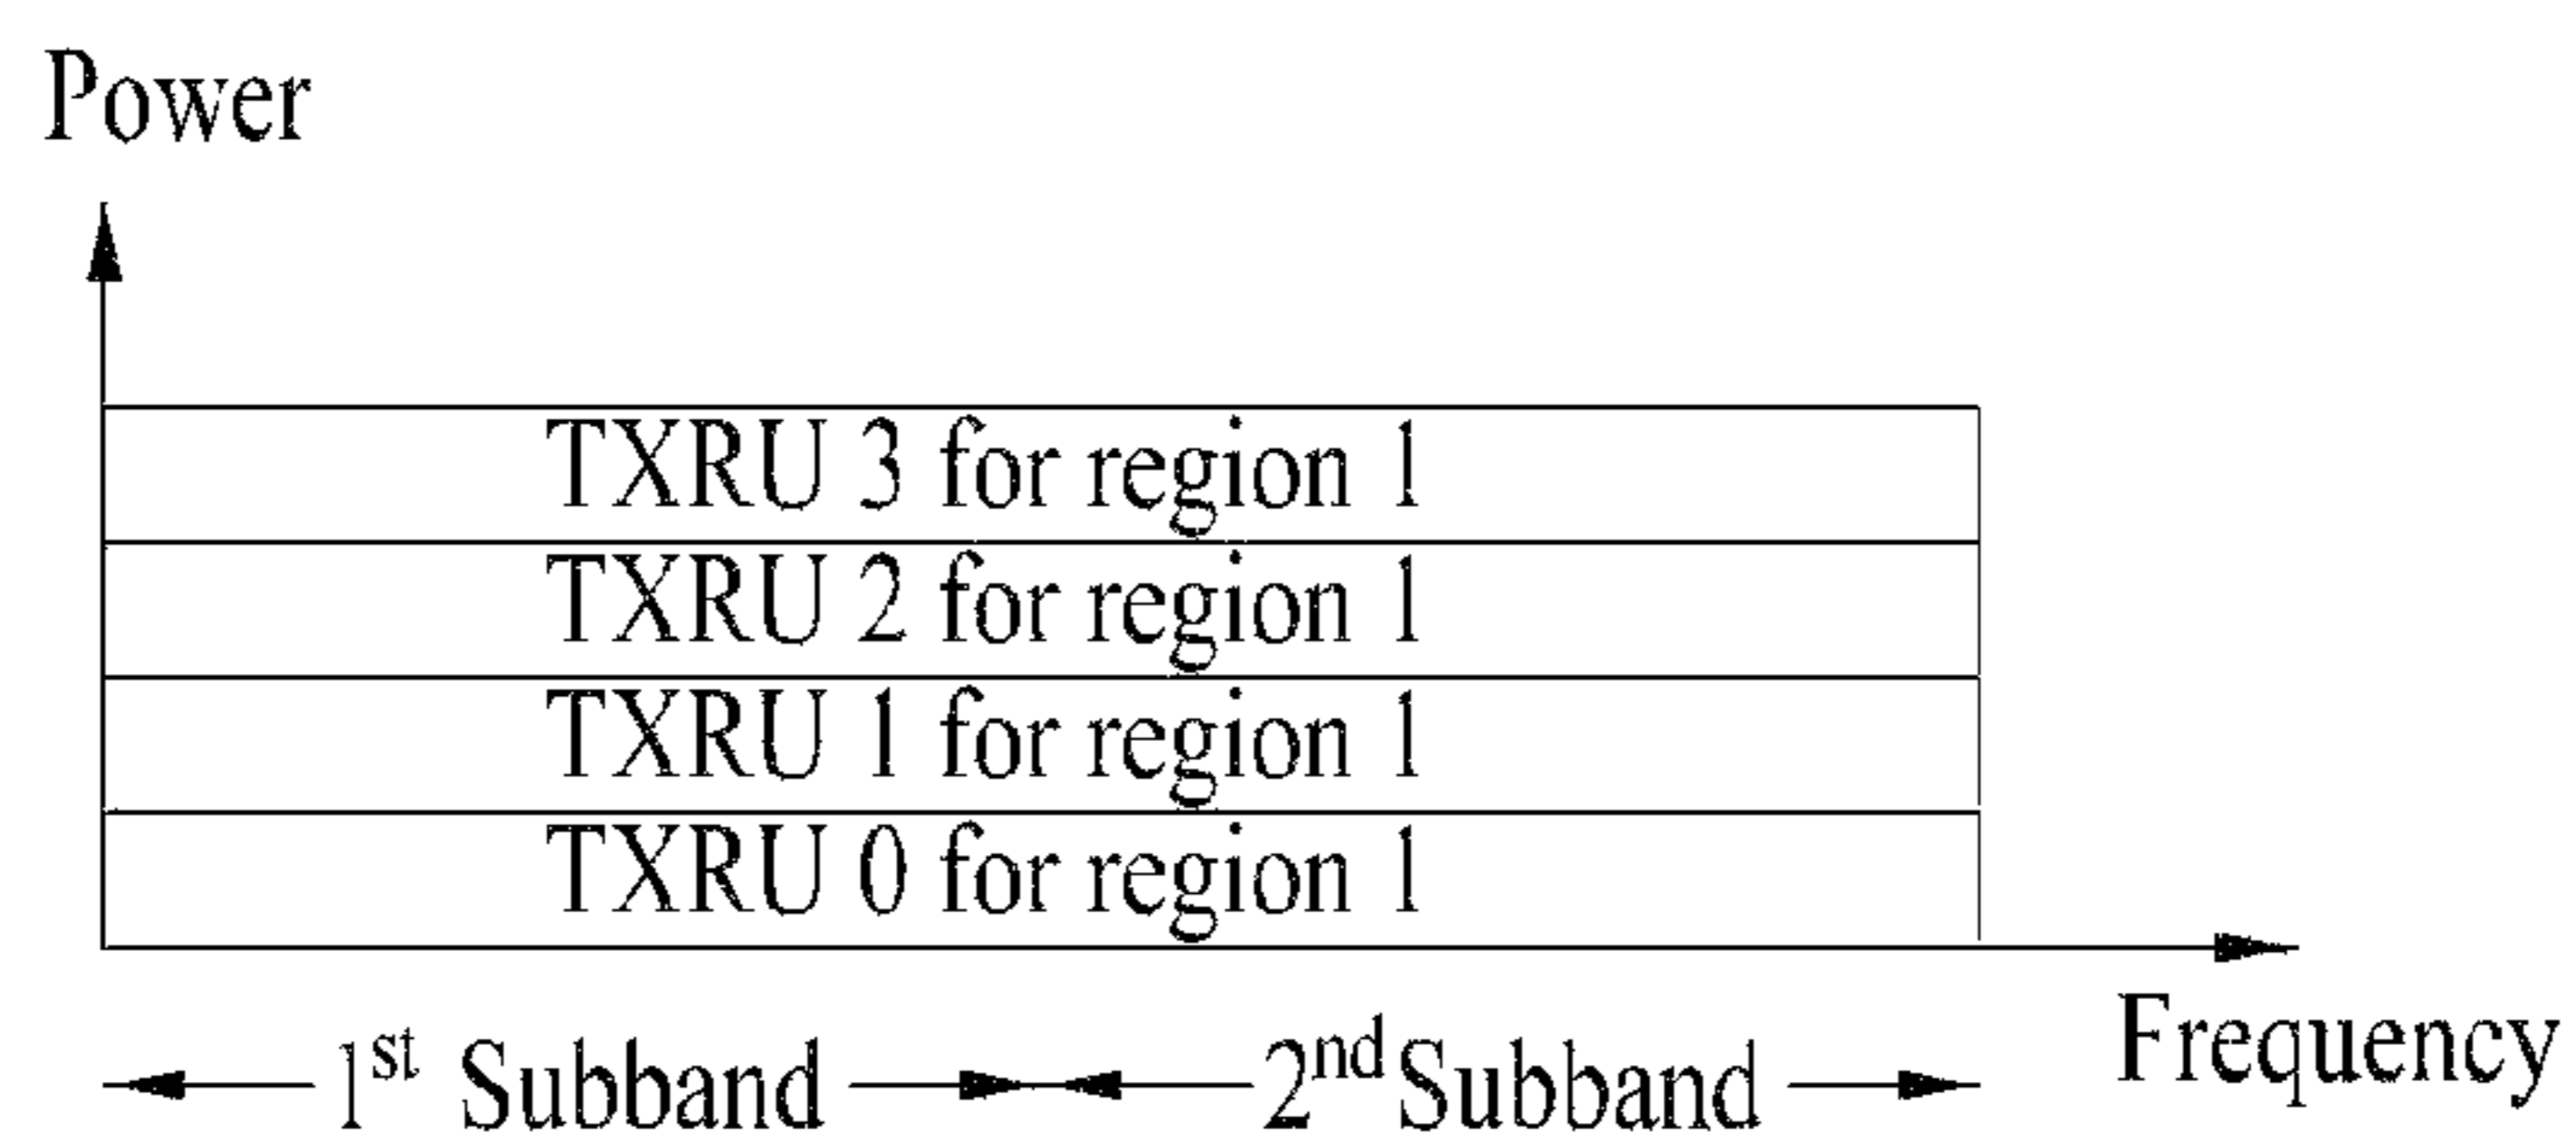 Power
TXRU 3 for region 1
TXRU 2 for region 1
TXRU 1 for region 1
TXRU 0 for region 1
Frequency
1st Subband
2nd Subband